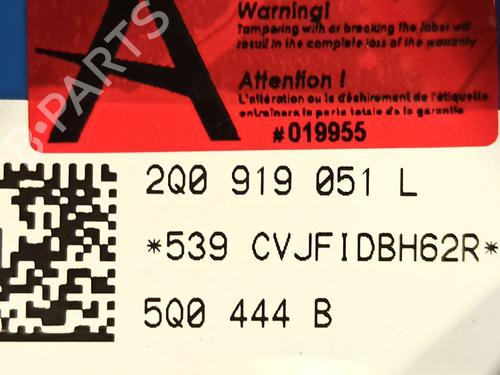 Warning!
Tampering with or breaking the label will
result in the complete loss of the warranty
A
Attention !
L'altération ou le déchirement de l'étiquette
entraînera la perte totale de la garantie
#019955
B-PARTS
2Q0 919 051 L
*539 CVJFIDBH62R*
5Q0 444 B